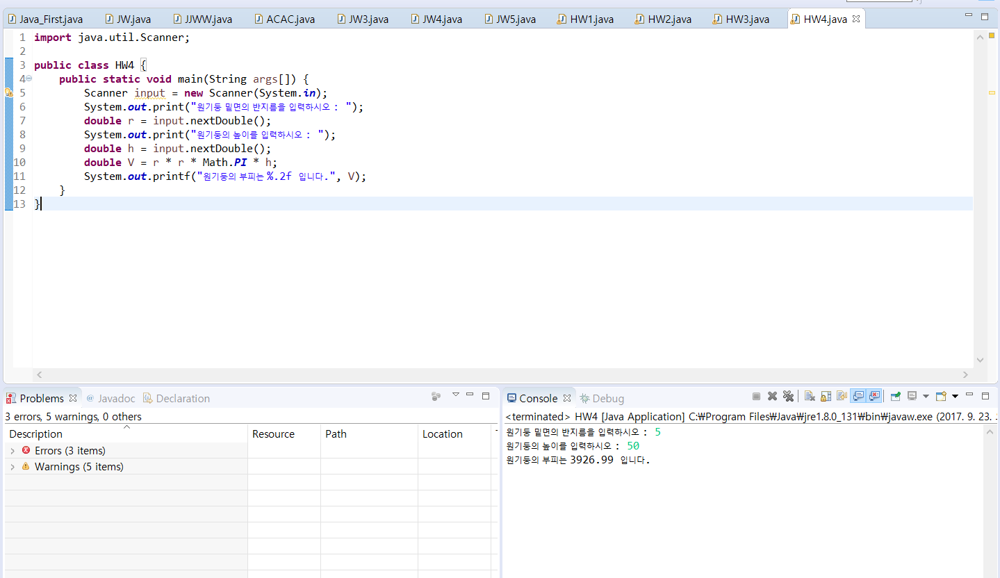 Java_First.java JW.java JJWW.java ACAC.java JW3.java JW4.java JW5.java HW1.java HW2.java HW3.java HW4.java
1 import java.util.Scanner;
2
3 public class HW4 {
4 public static void main(String args[]) {
5 Scanner input = new Scanner(System.in);
6 System.out.print("원기둥 밑면의 반지름을 입력하시오 : ");
7 double r = input.nextDouble();
8 System.out.print("원기둥의 높이를 입력하시오 : ");
9 double h = input.nextDouble();
10 double V = r * r * Math.PI * h;
11 System.out.printf("원기둥의 부피는 %.2f 입니다.", V);
12 }
13 }
Problems @ Javadoc Declaration
3 errors, 5 warnings, 0 others
Description Resource Path Location
Errors (3 items)
Warnings (5 items)
Console Debug
<terminated> HW4 [Java Application] C:₩Program Files₩Java₩jre1.8.0_131₩bin₩javaw.exe (2017. 9. 23.
원기둥 밑면의 반지름을 입력하시오 : 5
원기둥의 높이를 입력하시오 : 50
원기둥의 부피는 3926.99 입니다.